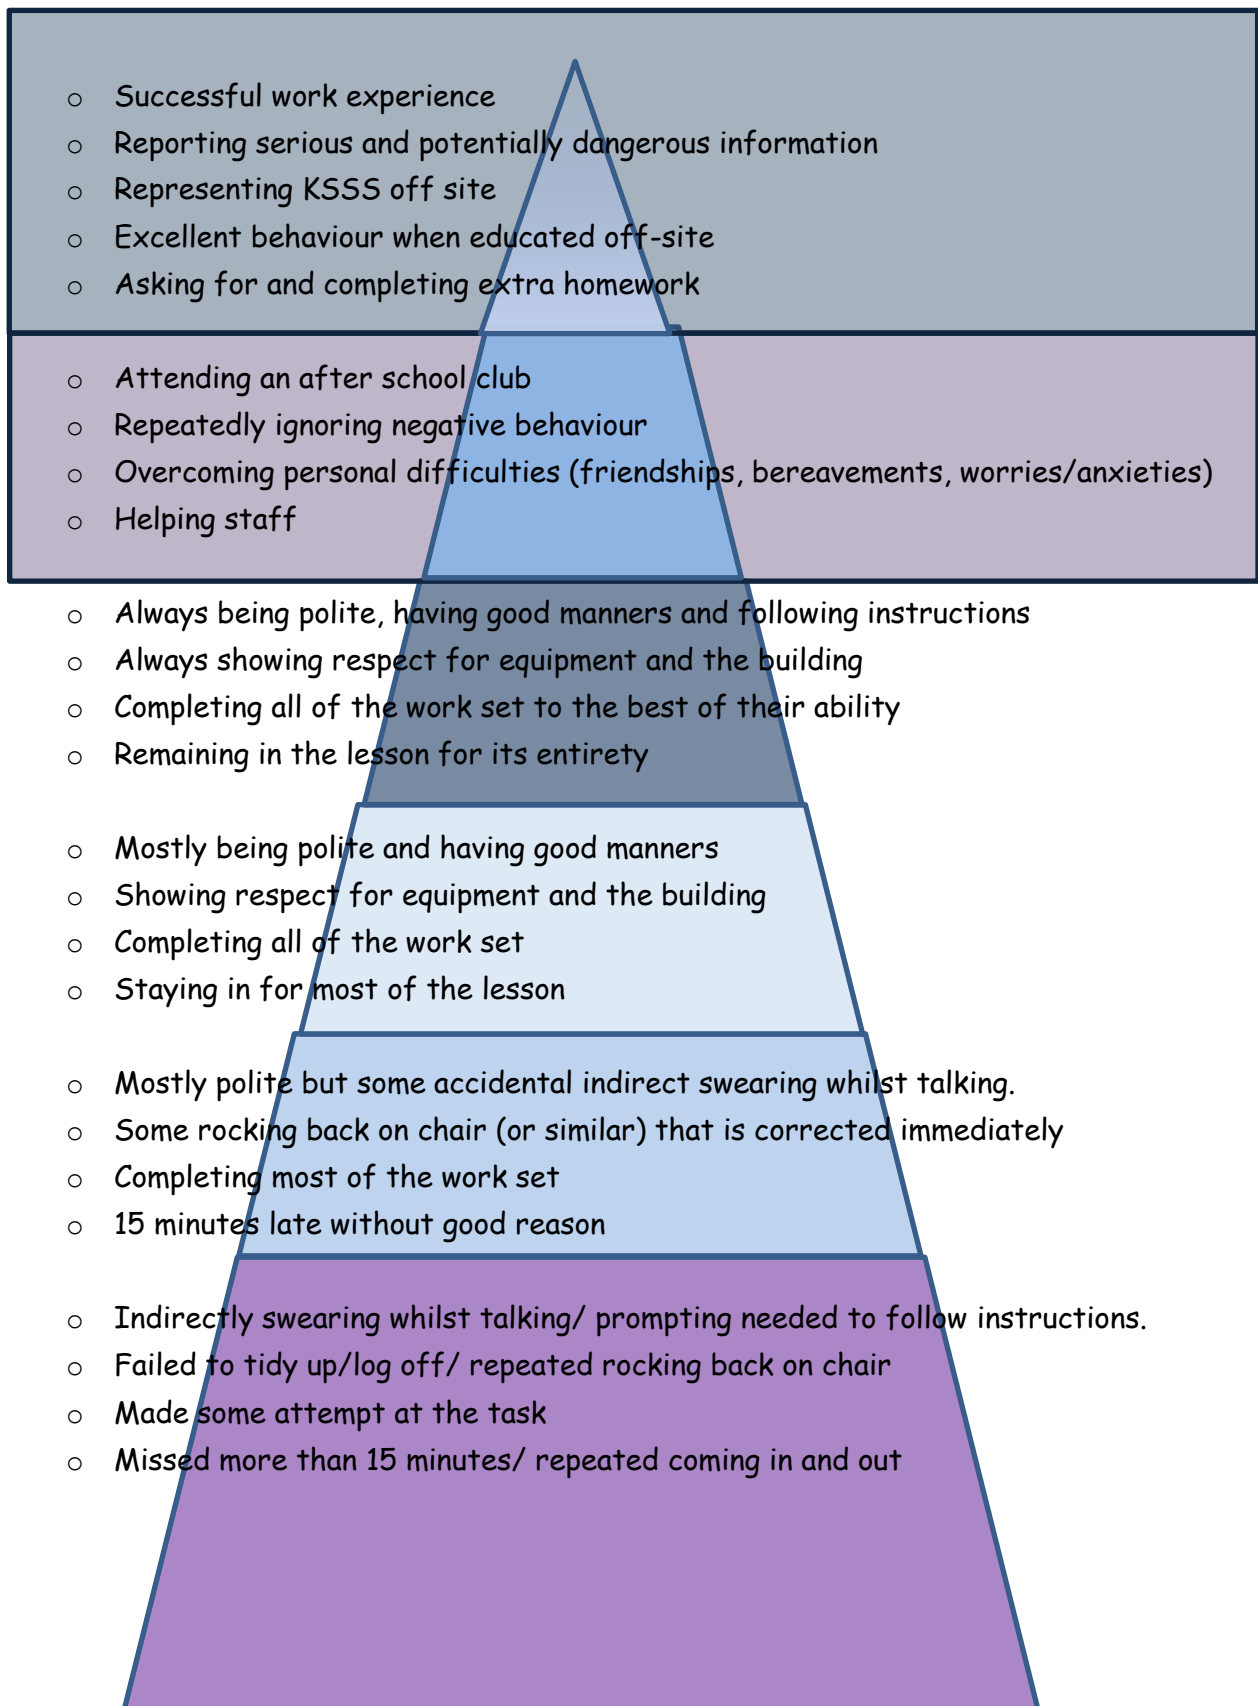 o Successful work experience
o Reporting serious and potentially dangerous information
o Representing KSSS off site
o Excellent behaviour when educated off-site
o Asking for and completing extra homework
o Attending an after school club
o Repeatedly ignoring negative behaviour
o Overcoming personal difficulties (friendships, bereavements, worries/anxieties)
o Helping staff
o Always being polite, having good manners and following instructions
o Always showing respect for equipment and the building
o Completing all of the work set to the best of their ability
o Remaining in the lesson for its entirety
o Mostly being polite and having good manners
o Showing respect for equipment and the building
o Completing all of the work set
o Staying in for most of the lesson
o Mostly polite but some accidental indirect swearing whilst talking.
o Some rocking back on chair (or similar) that is corrected immediately
o Completing most of the work set
o 15 minutes late without good reason
o Indirectly swearing whilst talking/ prompting needed to follow instructions.
o Failed to tidy up/log off/ repeated rocking back on chair
o Made some attempt at the task
o Missed more than 15 minutes/ repeated coming in and out